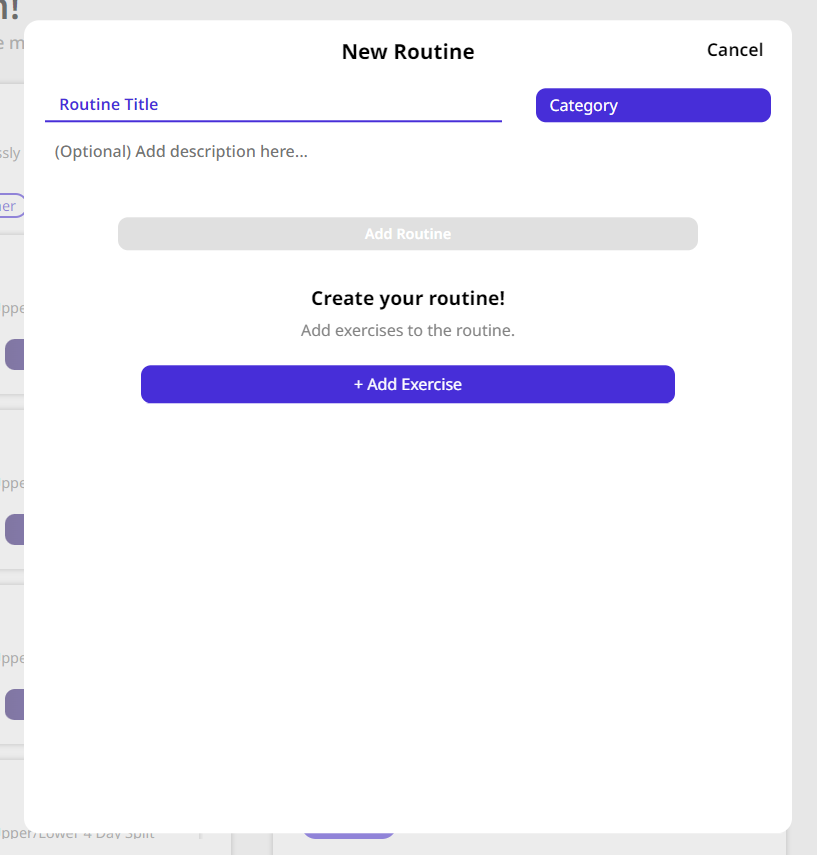 n!
New Routine
Cancel
Routine Title
Category
(Optional) Add description here...
Add Routine
Create your routine!
Add exercises to the routine.
+ Add Exercise
pper/Lower 4 Day Split